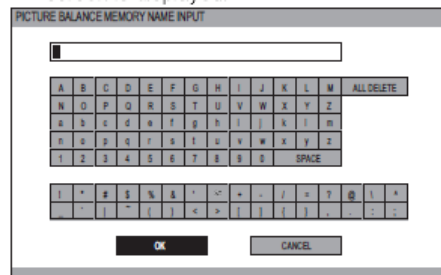 PICTURE BALANCE MEMORY NAME INPUT
A B C D E F G H I J K L M ALL DELETE
N O P Q R S T U V W X Y Z
a b c d e f g h i j k l m
n o p q r s t u v w x y z
1 2 3 4 5 6 7 8 9 0 SPACE
! * # $ % & ' + - / = ? @ \ ^
_ ` | ( ) < > [ ] { } , . : ;
OK CANCEL